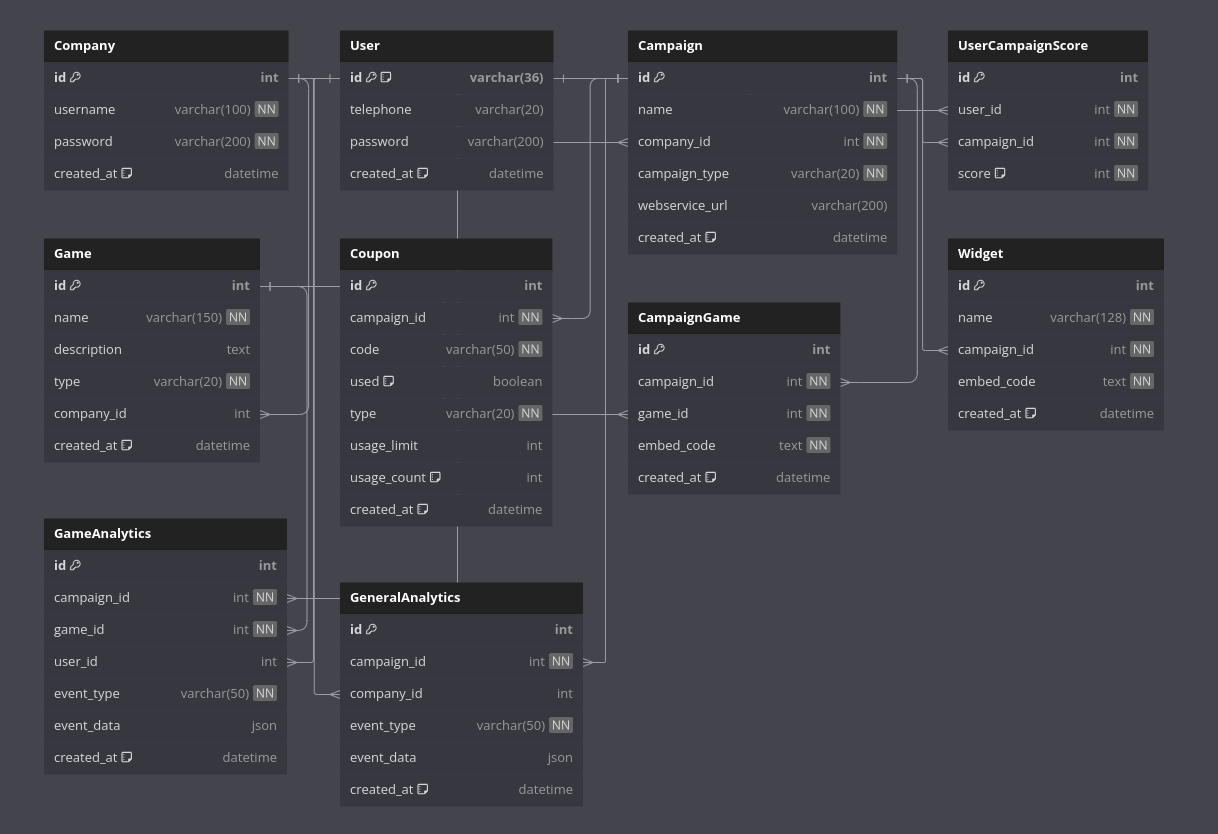 Company
id int
username varchar(100) NN
password varchar(200) NN
created_at datetime
User
id varchar(36)
telephone varchar(20)
password varchar(200)
created_at datetime
Campaign
id int
name varchar(100) NN
company_id int NN
campaign_type varchar(20) NN
webservice_url varchar(200)
created_at datetime
UserCampaignScore
id int
user_id int NN
campaign_id int NN
score int NN
Game
id int
name varchar(150) NN
description text
type varchar(20) NN
company_id int
created_at datetime
Coupon
id int
campaign_id int NN
code varchar(50) NN
used boolean
type varchar(20) NN
usage_limit int
usage_count int
created_at datetime
CampaignGame
id int
campaign_id int NN
game_id int NN
embed_code text NN
created_at datetime
Widget
id int
name varchar(128) NN
campaign_id int NN
embed_code text NN
created_at datetime
GameAnalytics
id int
campaign_id int NN
game_id int NN
user_id int
event_type varchar(50) NN
event_data json
created_at datetime
GeneralAnalytics
id int
campaign_id int NN
company_id int
event_type varchar(50) NN
event_data json
created_at datetime